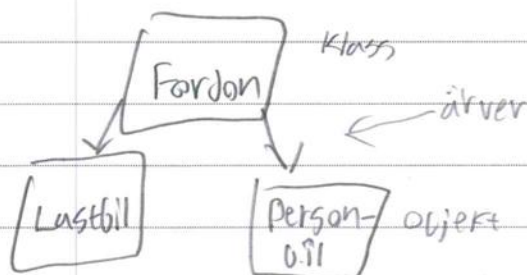 Klass
Fordon
ärver
Lastbil
Person-
bil
Objekt